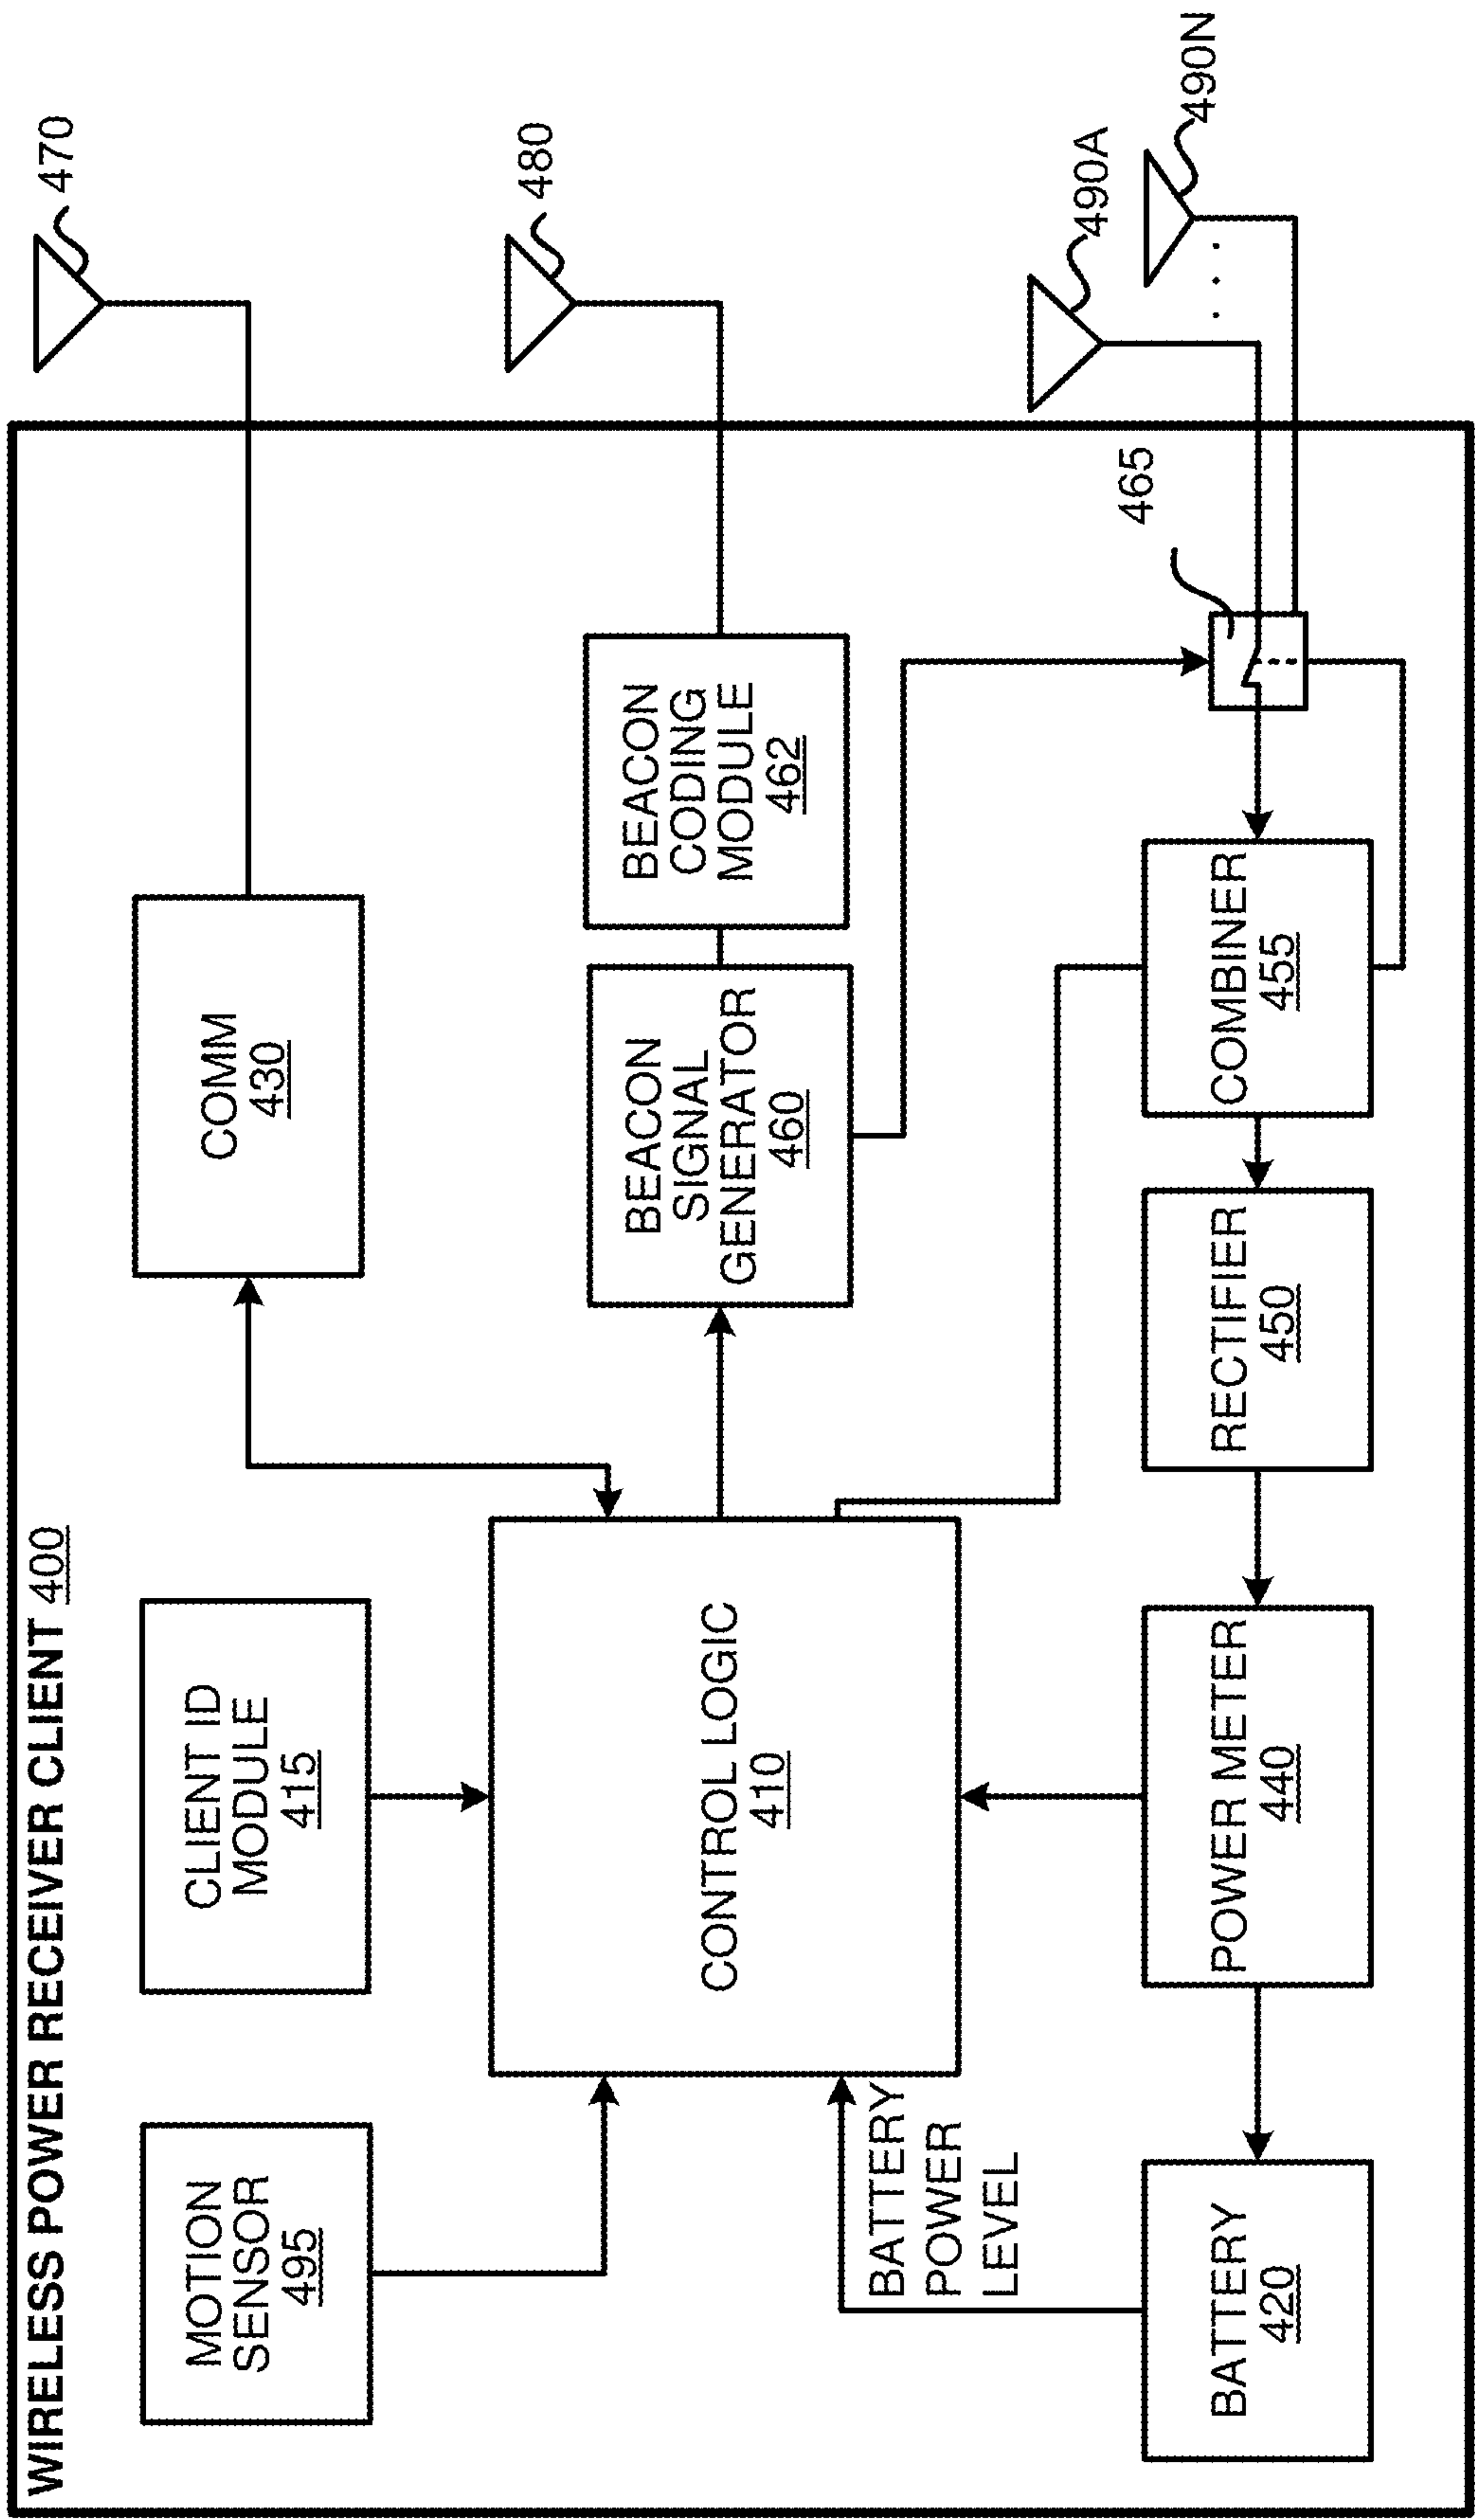 WIRELESS POWER RECEIVER CLIENT 400
MOTION
SENSOR
495
CLIENT ID
MODULE
415
COMM
430
470
CONTROL LOGIC
410
BEACON
SIGNAL
GENERATOR
460
BEACON
CODING
MODULE
462
480
BATTERY
POWER
LEVEL
465
490A
490N
. . .
BATTERY
420
POWER METER
440
RECTIFIER
450
COMBINER
455